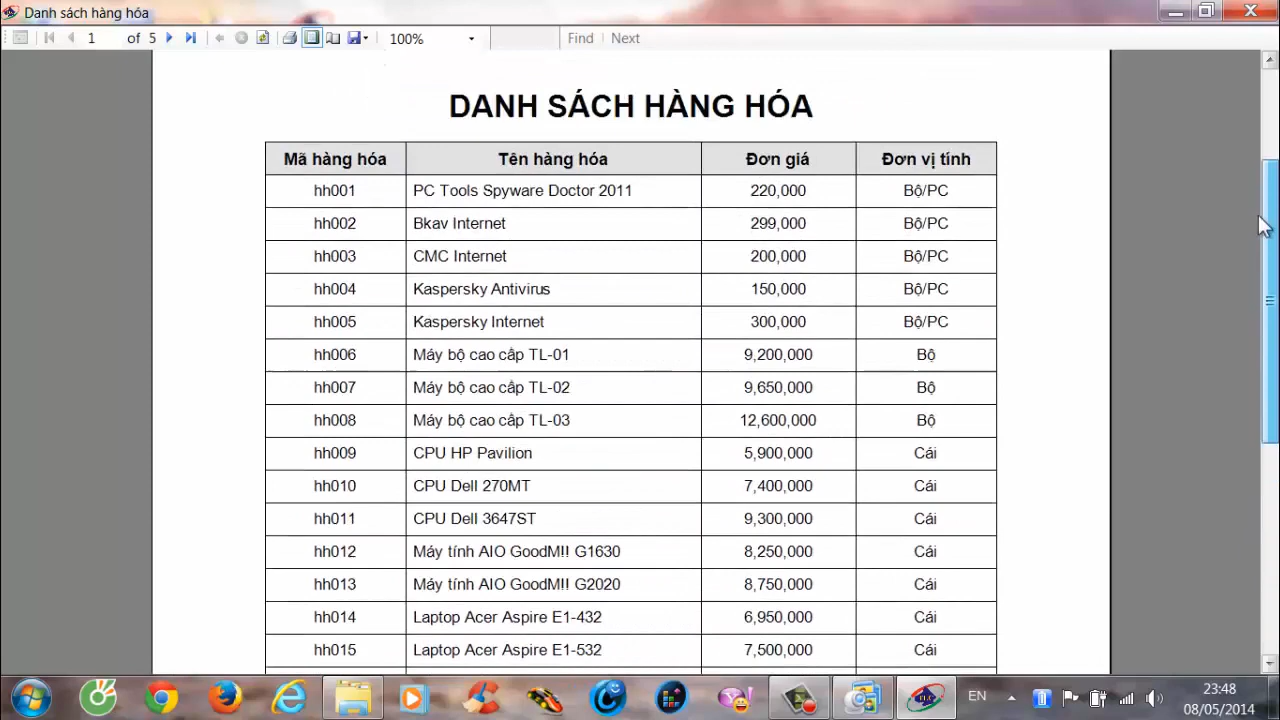 Danh sách hàng hóa
1 of 5 100% Find Next
DANH SÁCH HÀNG HÓA
Mã hàng hóa Tên hàng hóa Đơn giá Đơn vị tính
hh001 PC Tools Spyware Doctor 2011 220,000 Bộ/PC
hh002 Bkav Internet 299,000 Bộ/PC
hh003 CMC Internet 200,000 Bộ/PC
hh004 Kaspersky Antivirus 150,000 Bộ/PC
hh005 Kaspersky Internet 300,000 Bộ/PC
hh006 Máy bộ cao cấp TL-01 9,200,000 Bộ
hh007 Máy bộ cao cấp TL-02 9,650,000 Bộ
hh008 Máy bộ cao cấp TL-03 12,600,000 Bộ
hh009 CPU HP Pavilion 5,900,000 Cái
hh010 CPU Dell 270MT 7,400,000 Cái
hh011 CPU Dell 3647ST 9,300,000 Cái
hh012 Máy tính AIO GoodM!! G1630 8,250,000 Cái
hh013 Máy tính AIO GoodM!! G2020 8,750,000 Cái
hh014 Laptop Acer Aspire E1-432 6,950,000 Cái
hh015 Laptop Acer Aspire E1-532 7,500,000 Cái
EN 23:48
08/05/2014